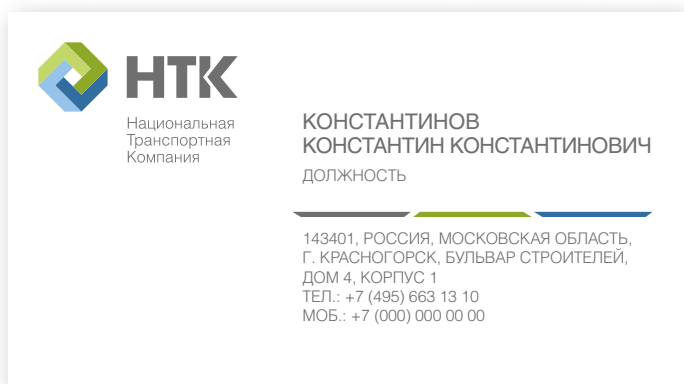 НТК
Национальная
Транспортная
Компания
КОНСТАНТИНОВ
КОНСТАНТИН КОНСТАНТИНОВИЧ
ДОЛЖНОСТЬ
143401, РОССИЯ, МОСКОВСКАЯ ОБЛАСТЬ,
Г. КРАСНОГОРСК, БУЛЬВАР СТРОИТЕЛЕЙ,
ДОМ 4, КОРПУС 1
ТЕЛ.: +7 (495) 663 13 10
МОБ.: +7 (000) 000 00 00